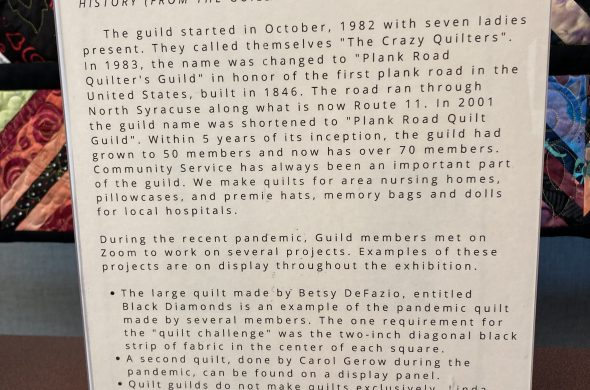 HISTORY (FROM THE GUILD
The guild started in October, 1982 with seven ladies
present. They called themselves "The Crazy Quilters".
In 1983, the name was changed to "Plank Road
Quilter's Guild" in honor of the first plank road in the
United States, built in 1846. The road ran through
North Syracuse along what is now Route 11. In 2001
the guild name was shortened to "Plank Road Quilt
Guild". Within 5 years of its inception, the guild had
grown to 50 members and now has over 70 members.
Community Service has always been an important part
of the guild. We make quilts for area nursing homes,
pillowcases, and premie hats, memory bags and dolls
for local hospitals.
During the recent pandemic, Guild members met on
Zoom to work on several projects. Examples of these
projects are on display throughout the exhibition.
• The large quilt made by Betsy DeFazio, entitled
Black Diamonds is an example of the pandemic quilt
made by several members. The one requirement for
the "quilt challenge" was the two-inch diagonal black
strip of fabric in the center of each square.
• A second quilt, done by Carol Gerow during the
pandemic, can be found on a display panel.
• Quilt guilds do not make quilts exclusively. Linda